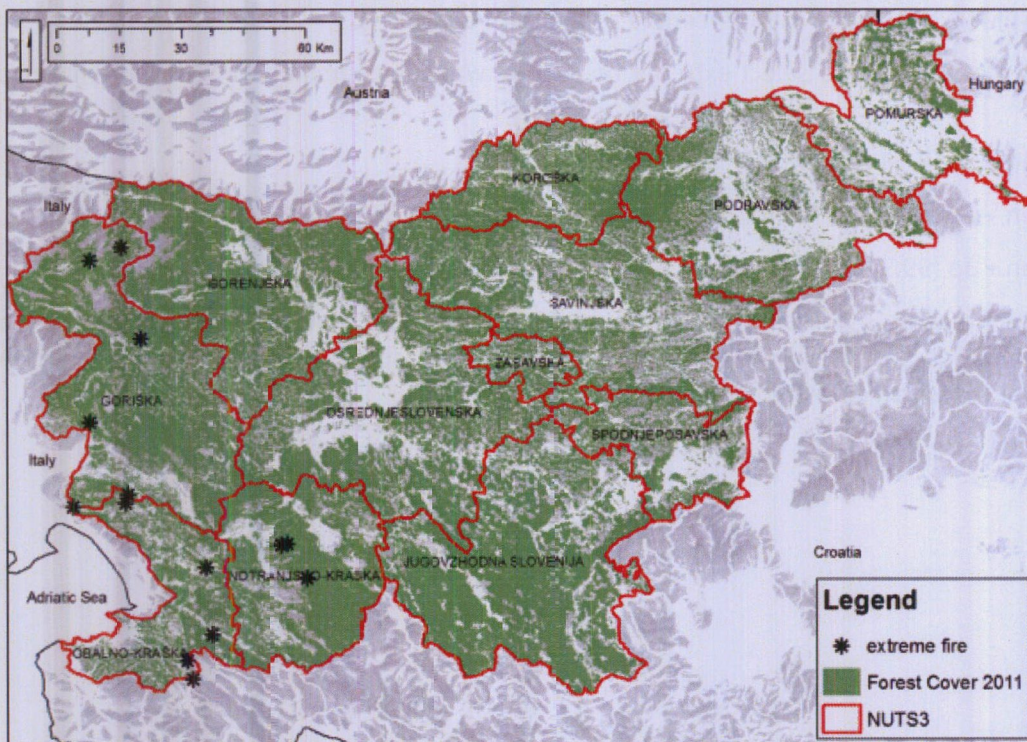 0 15 30 60 Km
Austria
Hungary
POMURSKA
KOROŠKA
PODRAVSKA
Italy
GORENJSKA
SAVINJSKA
ZASAVSKA
GORIŠKA
OSREDNJESLOVENSKA
SPODNJEPOSAVSKA
Italy
Croatia
JUGOVZHODNA SLOVENIJA
NOTRANJSKO-KRAŠKA
Adriatic Sea
OBALNO-KRAŠKA
Legend
extreme fire
Forest Cover 2011
NUTS3